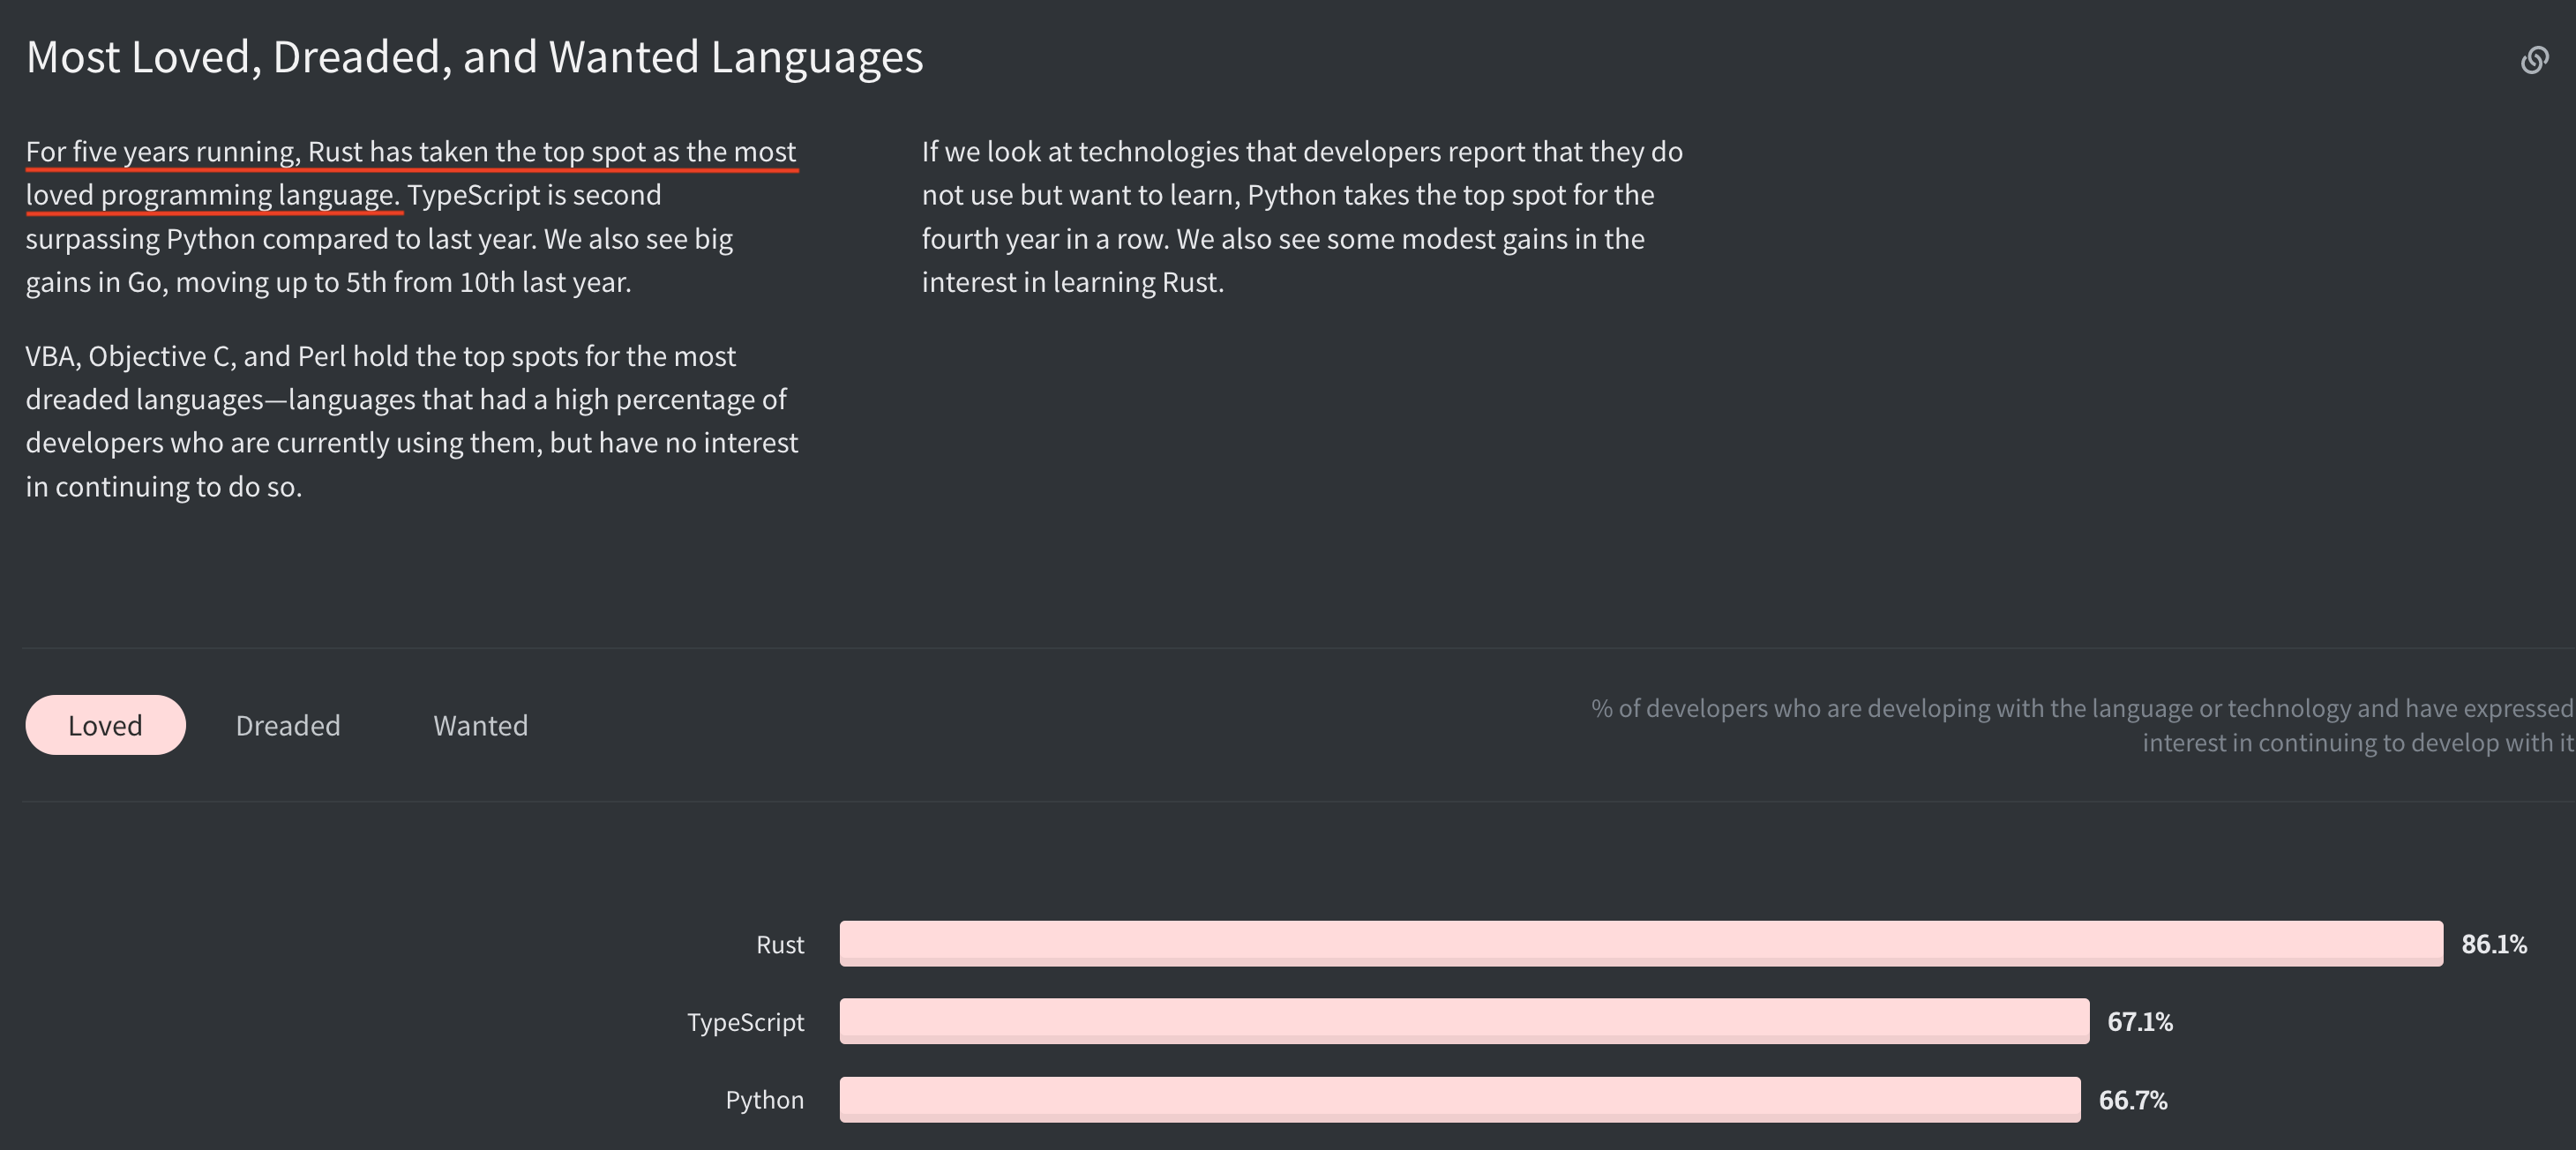 Most Loved, Dreaded, and Wanted Languages
For five years running, Rust has taken the top spot as the most
loved programming language. TypeScript is second
surpassing Python compared to last year. We also see big
gains in Go, moving up to 5th from 10th last year.
VBA, Objective C, and Perl hold the top spots for the most
dreaded languages—languages that had a high percentage of
developers who are currently using them, but have no interest
in continuing to do so.
If we look at technologies that developers report that they do
not use but want to learn, Python takes the top spot for the
fourth year in a row. We also see some modest gains in the
interest in learning Rust.
Loved Dreaded Wanted
% of developers who are developing with the language or technology and have expressed
interest in continuing to develop with it
Rust 86.1%
TypeScript 67.1%
Python 66.7%